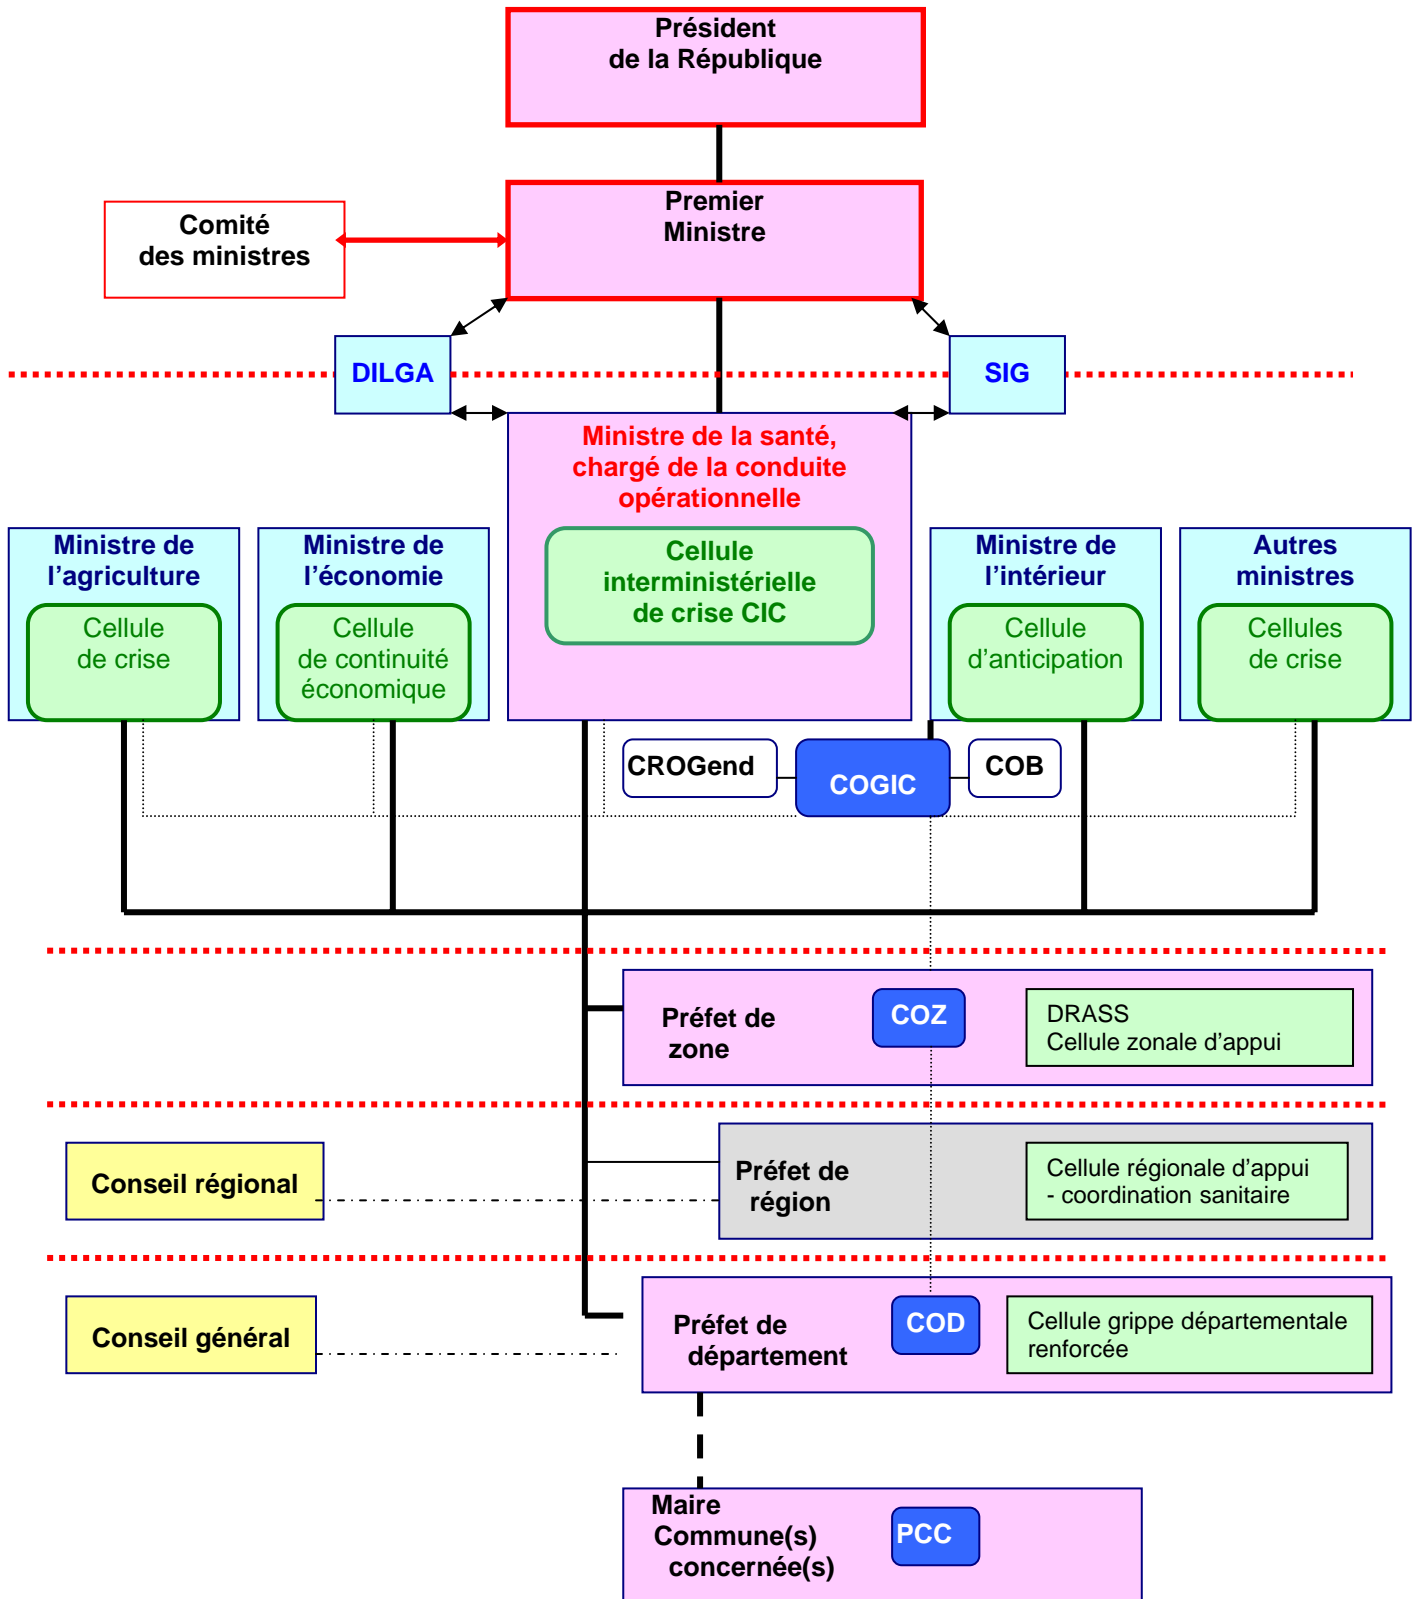 Président
de la République
Premier
Ministre
Comité
des ministres
DILGA
SIG
Ministre de la santé,
chargé de la conduite
opérationnelle
Cellule
interministérielle
de crise CIC
Ministre de
l’agriculture
Cellule
de crise
Ministre de
l’économie
Cellule
de continuité
économique
Ministre de
l’intérieur
Cellule
d’anticipation
Autres
ministres
Cellules
de crise
CROGend
COGIC
COB
Préfet de
zone
COZ
DRASS
Cellule zonale d’appui
Conseil régional
Préfet de
région
Cellule régionale d’appui
- coordination sanitaire
Conseil général
Préfet de
département
COD
Cellule grippe départementale
renforcée
Maire
Commune(s)
concernée(s)
PCC